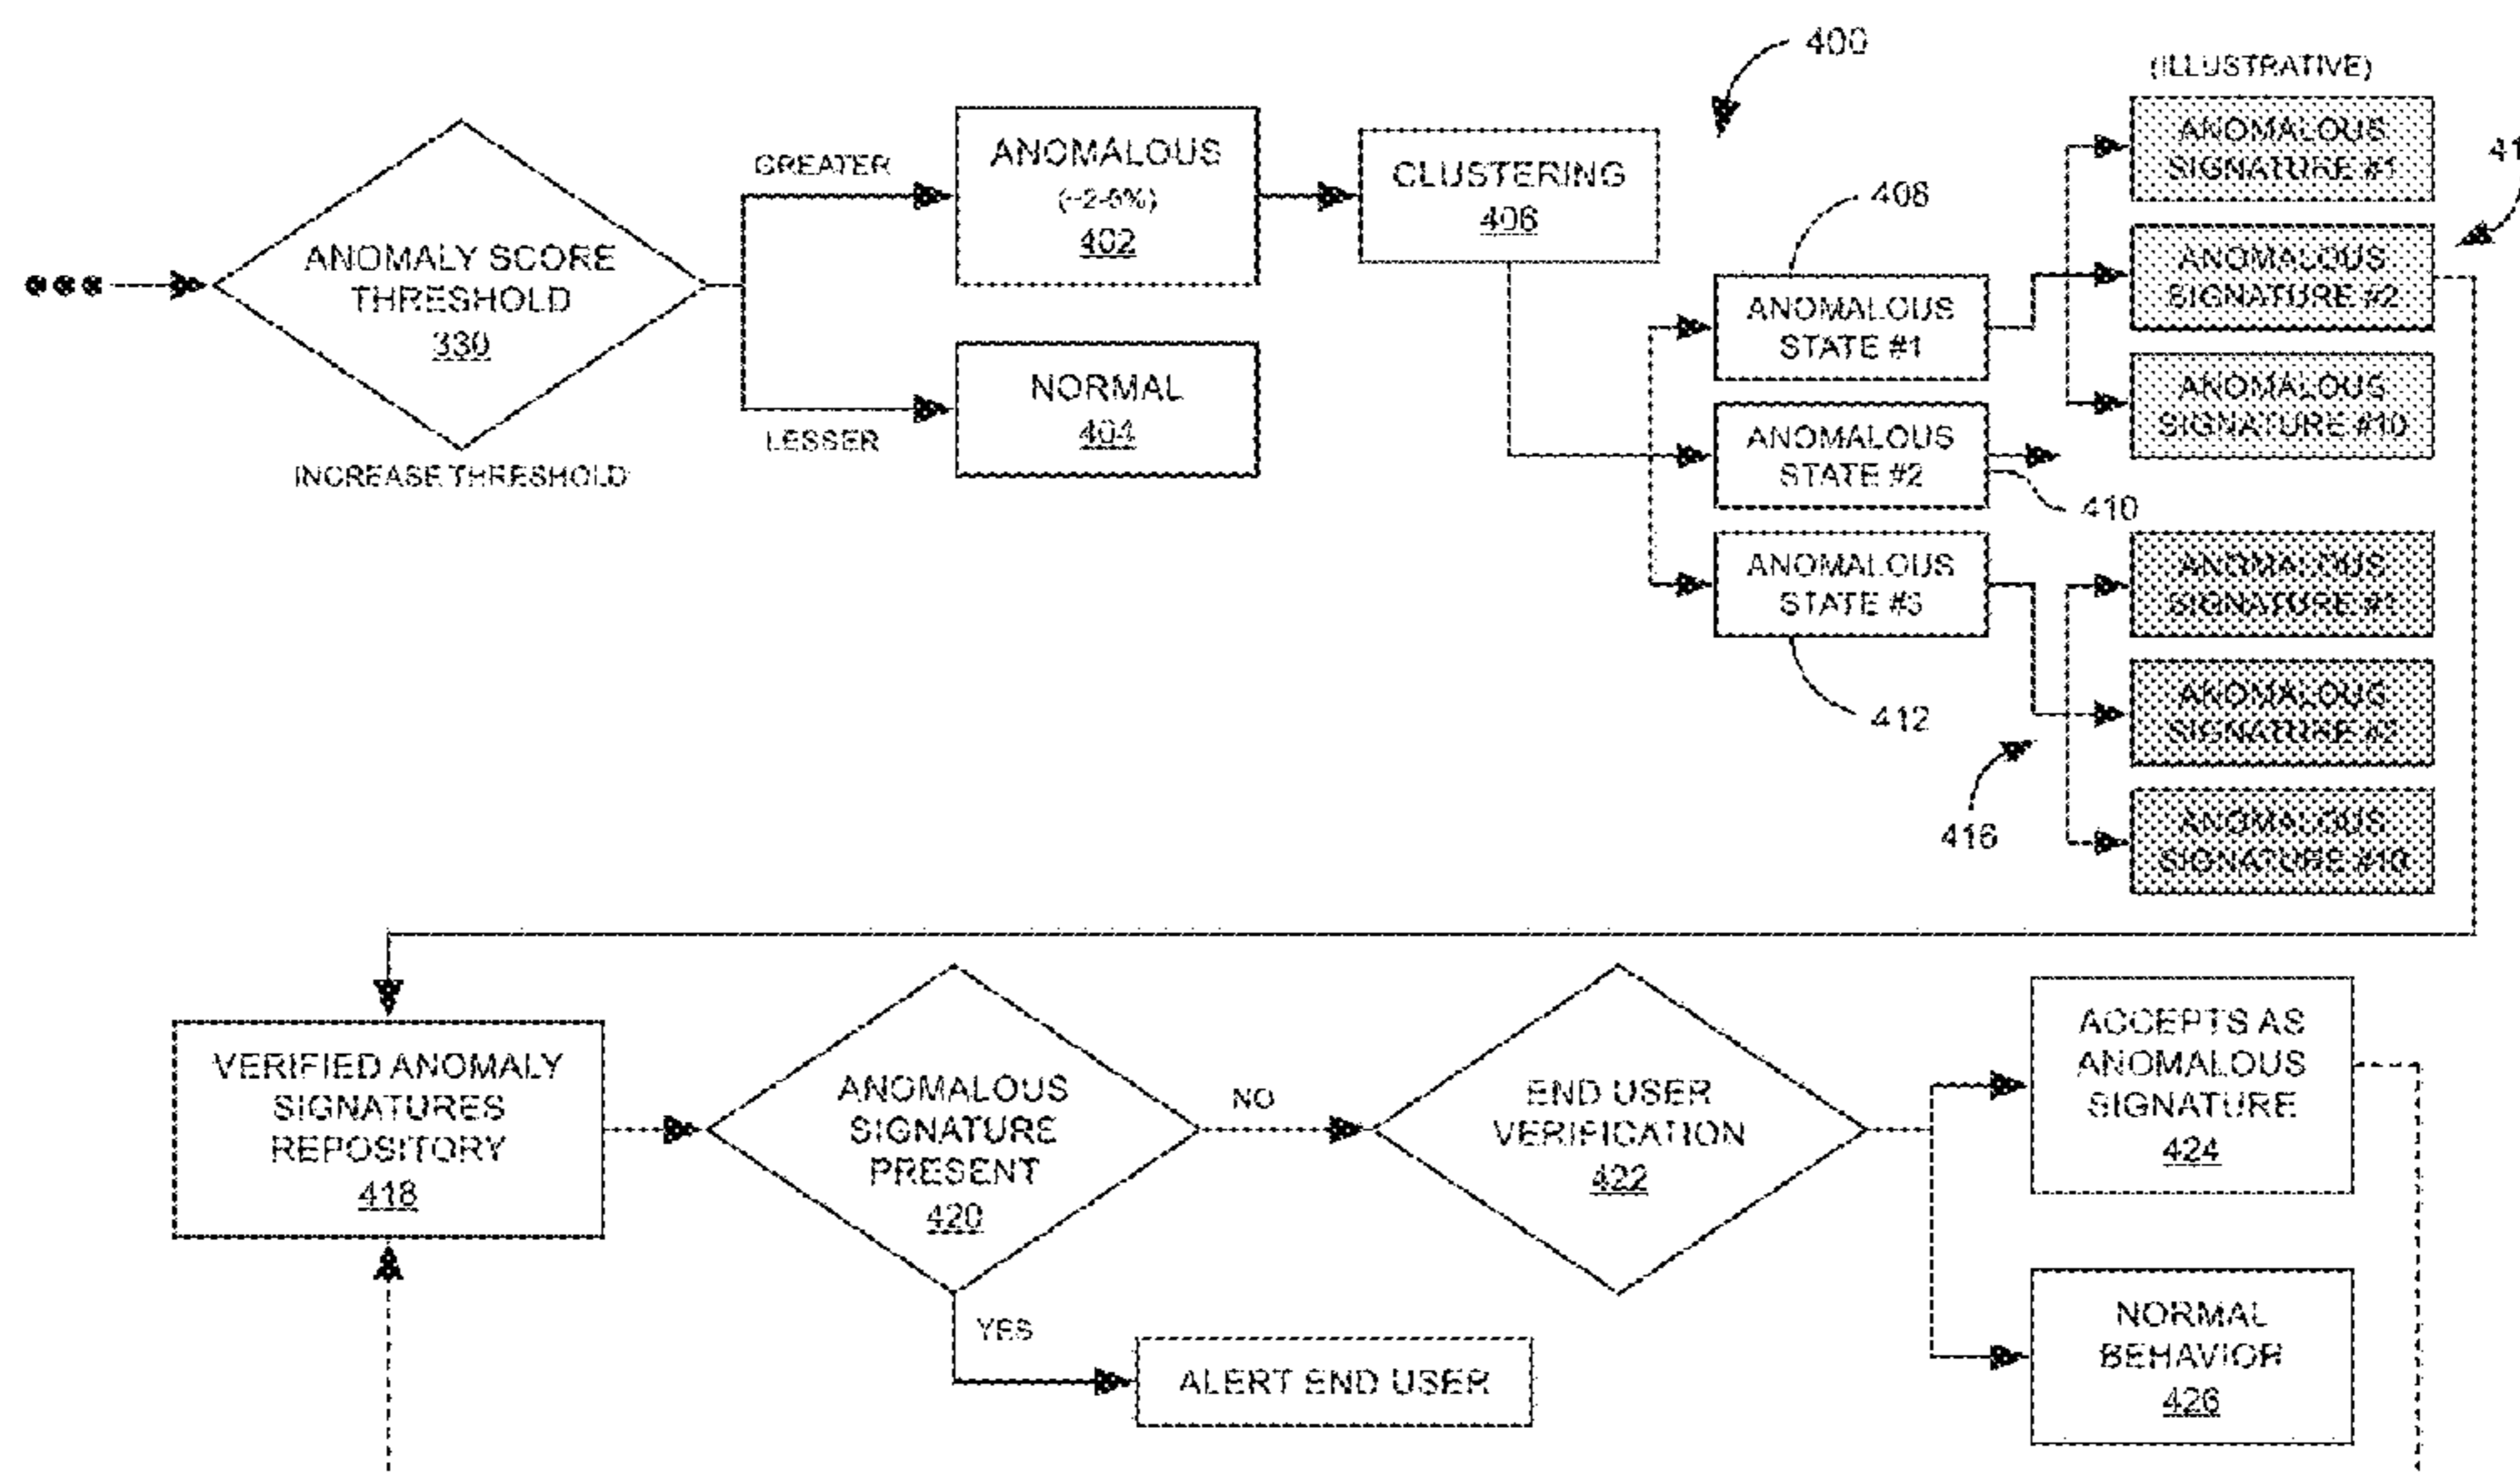 400
(ILLUSTRATIVE)
ANOMALY SCORE
THRESHOLD
330
INCREASE THRESHOLD
GREATER
LESSER
ANOMALOUS
402
NORMAL
404
CLUSTERING
406
408
ANOMALOUS
STATE #1
ANOMALOUS
STATE #2
410
ANOMALOUS
STATE #3
412
ANOMALOUS
SIGNATURE #1
ANOMALOUS
SIGNATURE #2
ANOMALOUS
SIGNATURE #10
ANOMALOUS
SIGNATURE #1
ANOMALOUS
SIGNATURE #2
ANOMALOUS
SIGNATURE #10
416
VERIFIED ANOMALY
SIGNATURES
REPOSITORY
418
ANOMALOUS
SIGNATURE
PRESENT
420
NO
YES
ALERT END USER
END USER
VERIFICATION
422
ACCEPTS AS
ANOMALOUS
SIGNATURE
424
NORMAL
BEHAVIOR
426